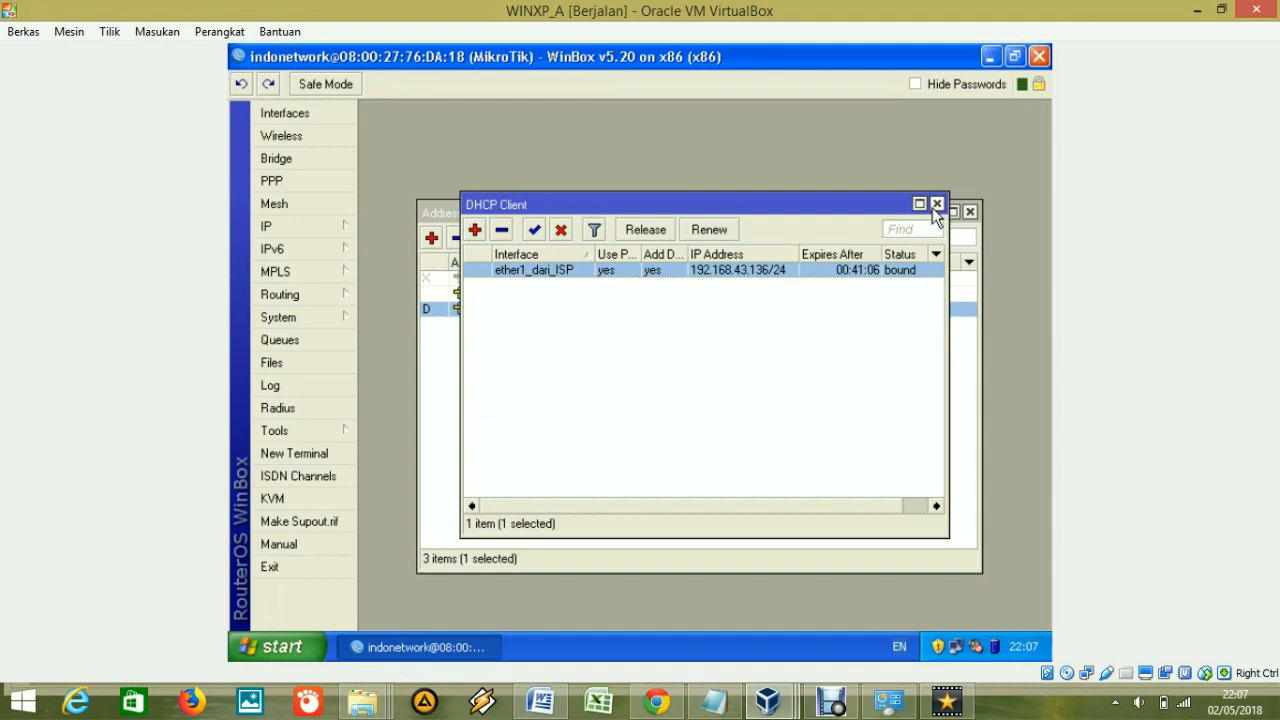 WINXP_A [Berjalan] - Oracle VM VirtualBox
Berkas Mesin Tilik Masukan Perangkat Bantuan
indonetwork@08:00:27:76:DA:18 (MikroTik) - WinBox v5.20 on x86 (x86)
Safe Mode Hide Passwords
Interfaces
Wireless
Bridge
PPP
Mesh
IP
IPv6
MPLS
Routing
System
Queues
Files
Log
Radius
Tools
New Terminal
ISDN Channels
KVM
Make Supout.rif
Manual
Exit
RouterOS WinBox
Addres
D
3 items (1 selected)
DHCP Client
Release Renew Find
Interface Use P... Add D... IP Address Expires After Status
ether1_dari_ISP yes yes 192.168.43.136/24 00:41:06 bound
1 item (1 selected)
start indonetwork@08:00:... EN 22:07
Right Ctrl
22:07
02/05/2018